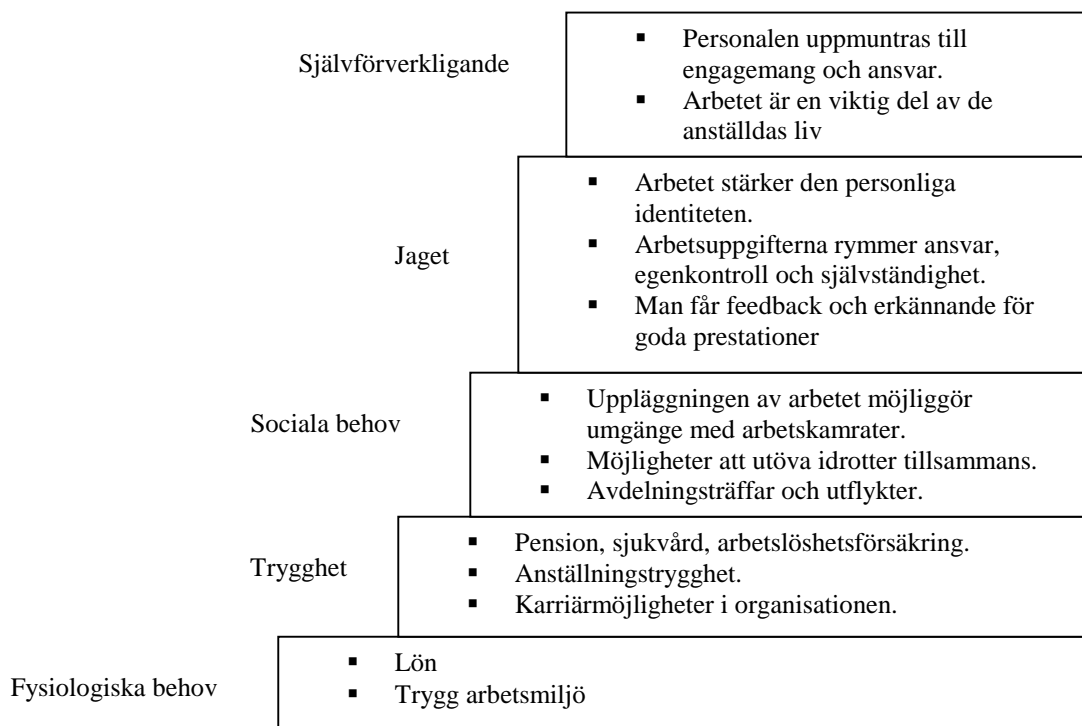 Självförverkligande
▪ Personalen uppmuntras till
engagemang och ansvar.
▪ Arbetet är en viktig del av de
anställdas liv
Jaget
▪ Arbetet stärker den personliga
identiteten.
▪ Arbetsuppgifterna rymmer ansvar,
egenkontroll och självständighet.
▪ Man får feedback och erkännande för
goda prestationer
Sociala behov
▪ Uppläggningen av arbetet möjliggör
umgänge med arbetskamrater.
▪ Möjligheter att utöva idrotter tillsammans.
▪ Avdelningsträffar och utflykter.
Trygghet
▪ Pension, sjukvård, arbetslöshetsförsäkring.
▪ Anställningstrygghet.
▪ Karriärmöjligheter i organisationen.
Fysiologiska behov
▪ Lön
▪ Trygg arbetsmiljö